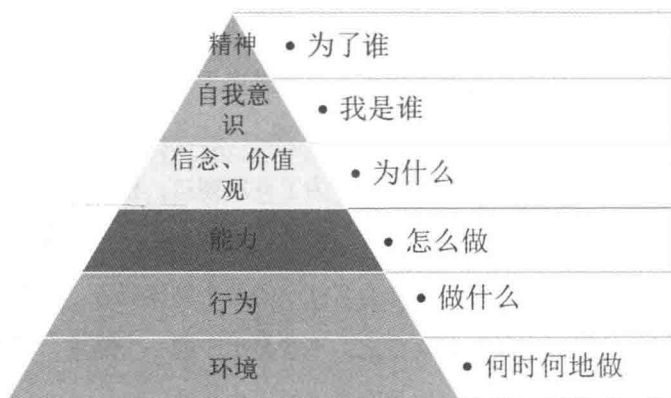 精神
• 为了谁
自我意
识
• 我是谁
信念、价值
观
• 为什么
能力
• 怎么做
行为
• 做什么
环境
• 何时何地做